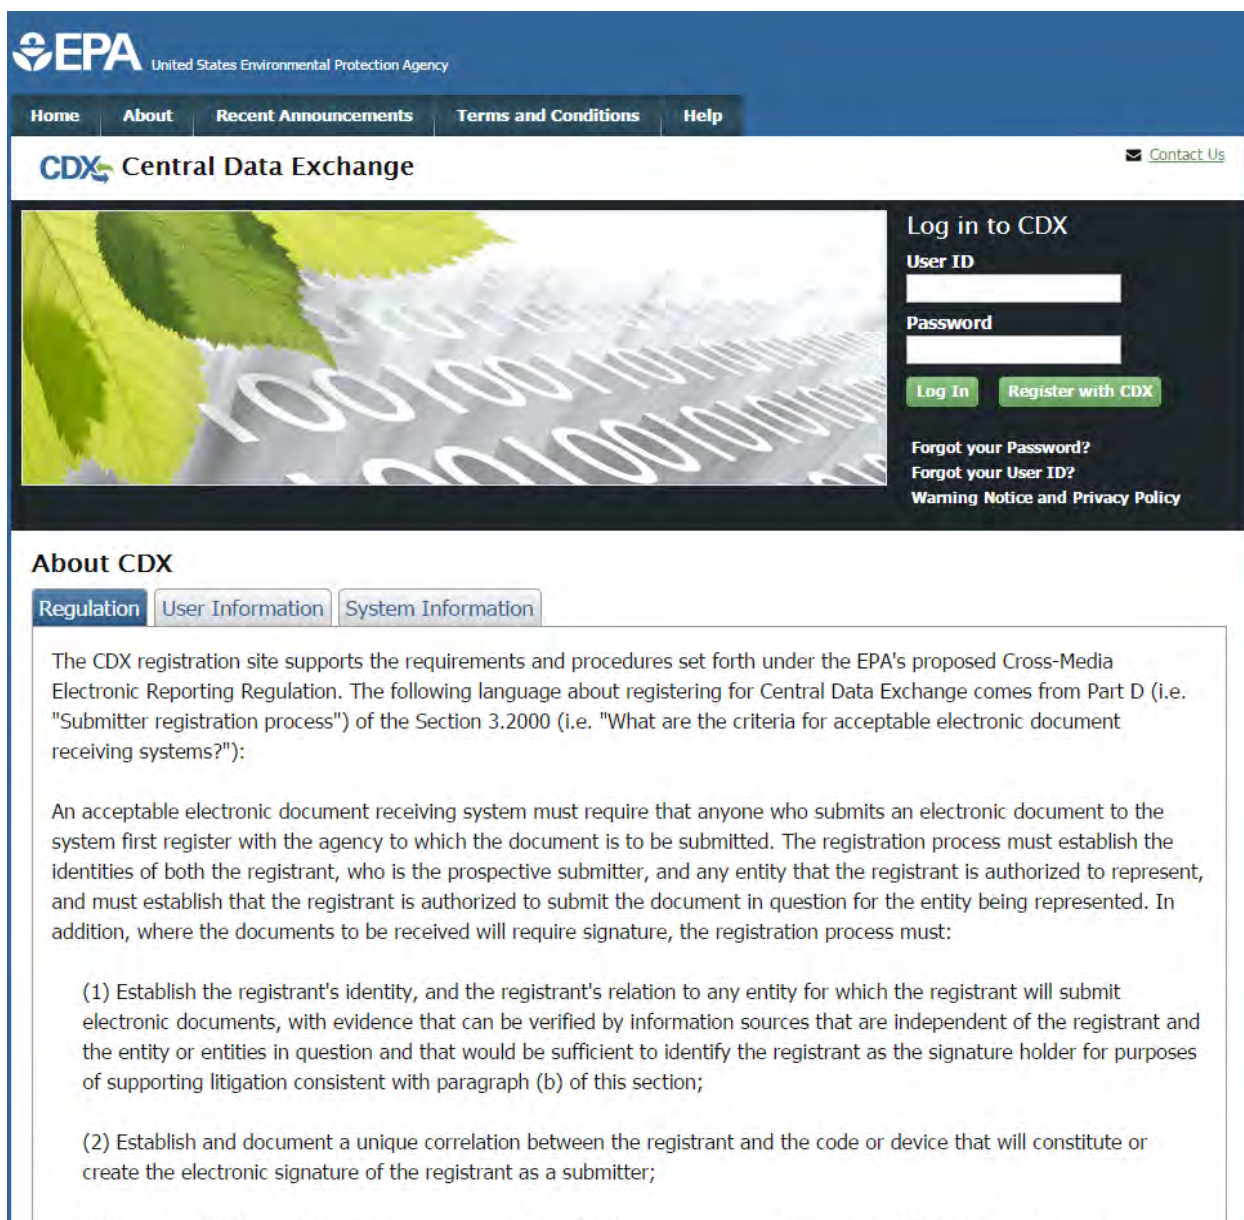 EPA United States Environmental Protection Agency
Home About Recent Announcements Terms and Conditions Help
CDX Central Data Exchange
Contact Us
Log in to CDX
User ID
Password
Log In Register with CDX
Forgot your Password?
Forgot your User ID?
Warning Notice and Privacy Policy
About CDX
Regulation User Information System Information
The CDX registration site supports the requirements and procedures set forth under the EPA's proposed Cross-Media
Electronic Reporting Regulation. The following language about registering for Central Data Exchange comes from Part D (i.e.
"Submitter registration process") of the Section 3.2000 (i.e. "What are the criteria for acceptable electronic document
receiving systems?"):
An acceptable electronic document receiving system must require that anyone who submits an electronic document to the
system first register with the agency to which the document is to be submitted. The registration process must establish the
identities of both the registrant, who is the prospective submitter, and any entity that the registrant is authorized to represent,
and must establish that the registrant is authorized to submit the document in question for the entity being represented. In
addition, where the documents to be received will require signature, the registration process must:
(1) Establish the registrant's identity, and the registrant's relation to any entity for which the registrant will submit
electronic documents, with evidence that can be verified by information sources that are independent of the registrant and
the entity or entities in question and that would be sufficient to identify the registrant as the signature holder for purposes
of supporting litigation consistent with paragraph (b) of this section;
(2) Establish and document a unique correlation between the registrant and the code or device that will constitute or
create the electronic signature of the registrant as a submitter;